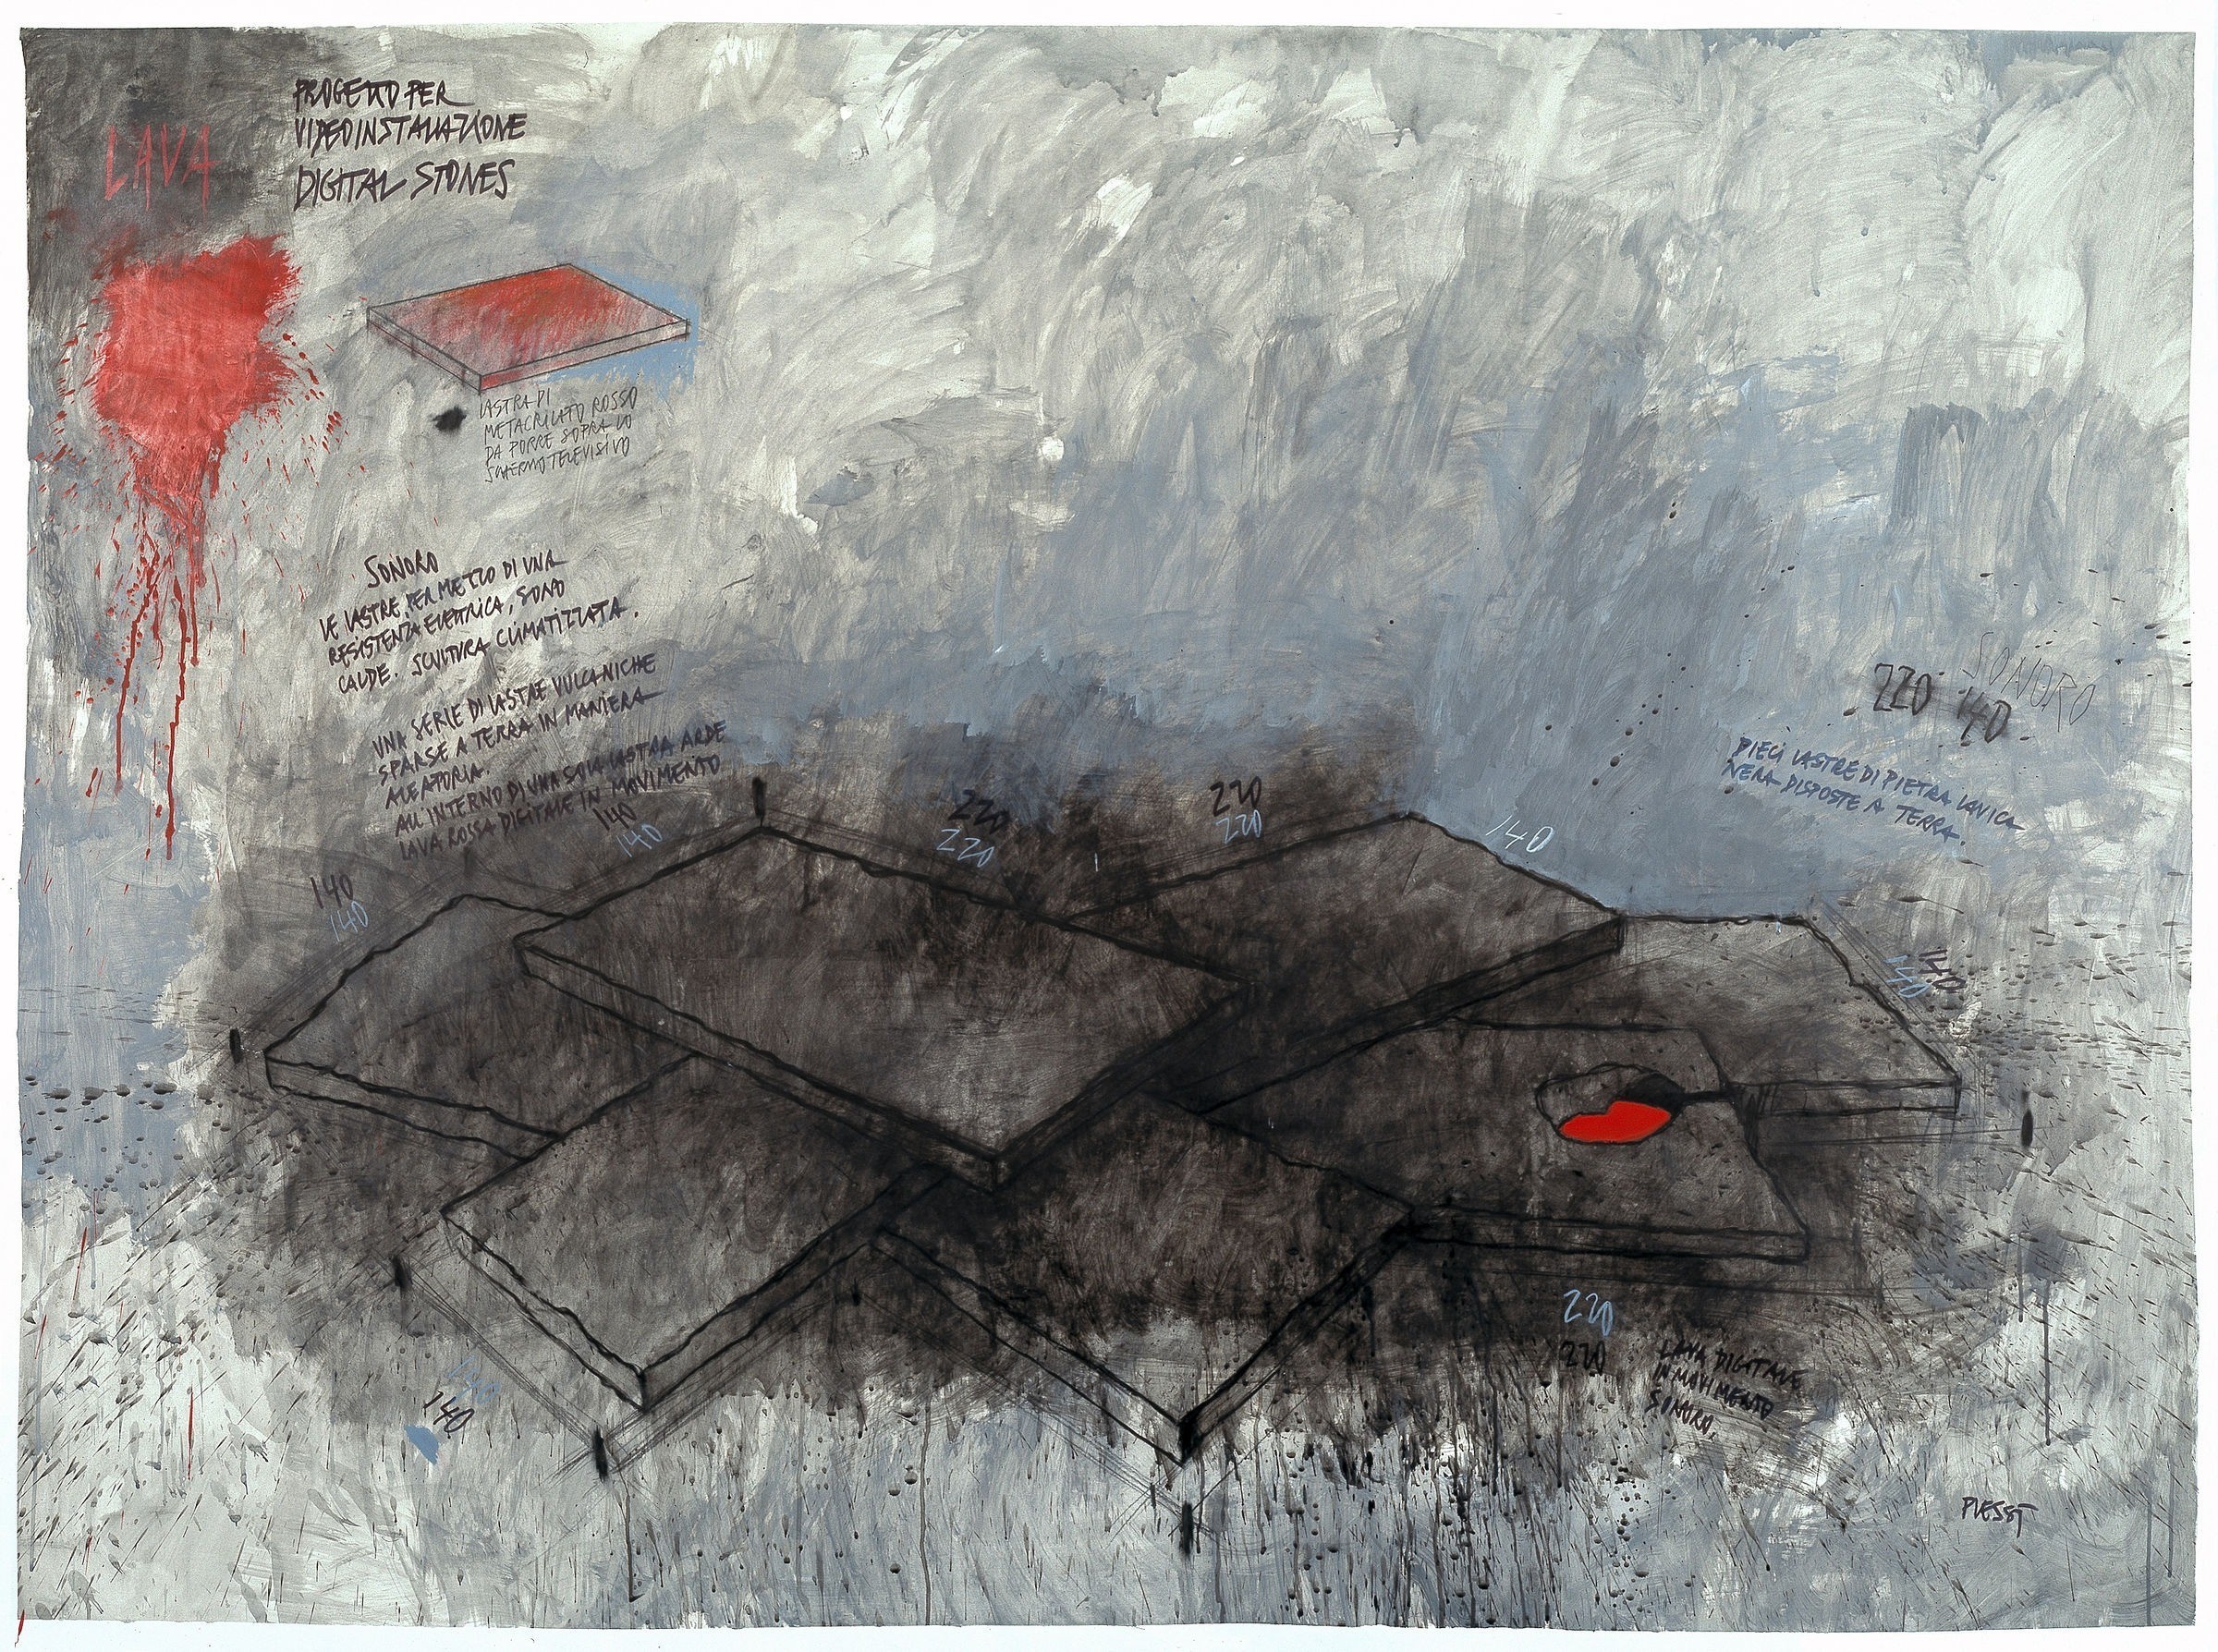 LAVA
PROGETTO PER
VIDEOINSTALLAZIONE
DIGITAL STONES
LASTRA DI
METACRILATO ROSSO
DA PORRE SOPRA LO
SCHERMO TELEVISIVO
SONORO
LE LASTRE, PER MEZZO DI UNA
RESISTENZA ELETTRICA, SONO
CALDE. SCULTURA CLIMATIZZATA.
UNA SERIE DI LASTRE VULCANICHE
SPARSE A TERRA IN MANIERA
ALEATORIA.
ALL'INTERNO DI UNA SOLA LASTRA ARDE
LAVA ROSSA DIGITALE IN MOVIMENTO
SONORO
220 140
DIECI LASTRE DI PIETRA LAVICA
NERA DISPOSTE A TERRA.
140
140
220
220
220
220
140
140
140
140
140
220
220
140
140
LAVA DIGITALE
IN MOVIMENTO
SONORO.
PLESSI